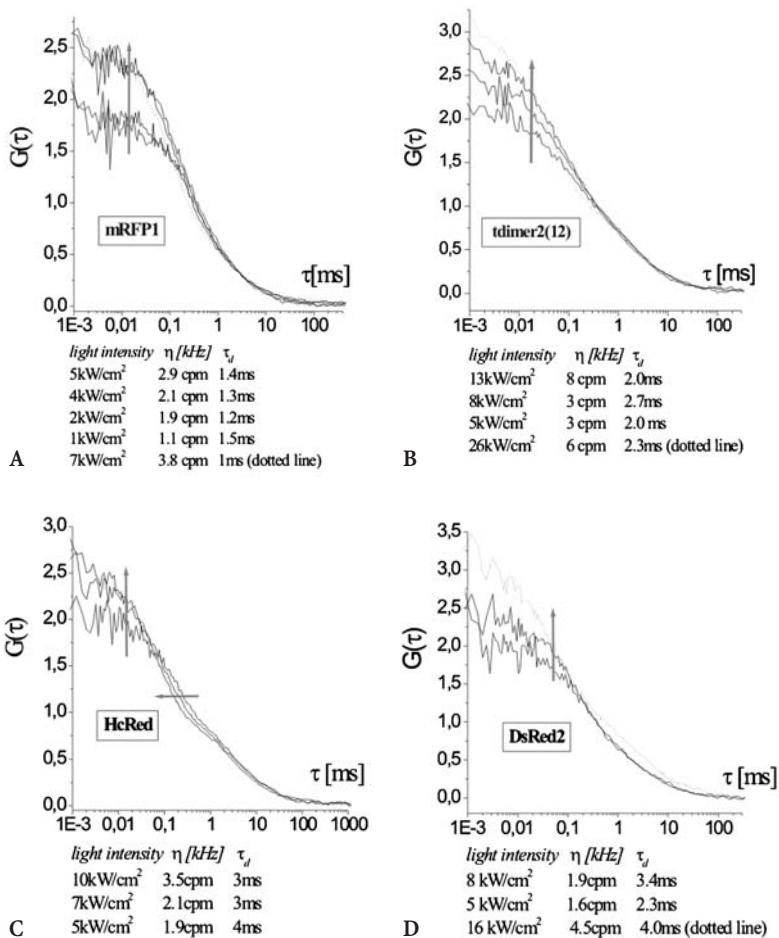 2,5
2,0
1,5
1,0
0,5
0,0
G(τ)
mRFP1
τ[ms]
1E-3 0,01 0,1 1 10 100
light intensity η [kHz] τd
5kW/cm² 2.9 cpm 1.4ms
4kW/cm² 2.1 cpm 1.3ms
2kW/cm² 1.9 cpm 1.2ms
1kW/cm² 1.1 cpm 1.5ms
7kW/cm² 3.8 cpm 1ms (dotted line)
A
3,0
2,5
2,0
1,5
1,0
0,5
0,0
G(τ)
tdimer2(12)
τ [ms]
1E-3 0,01 0,1 1 10 100
light intensity η [kHz] τd
13kW/cm² 8 cpm 2.0ms
8kW/cm² 3 cpm 2.7ms
5kW/cm² 3 cpm 2.0 ms
26kW/cm² 6 cpm 2.3ms (dotted line)
B
3,0
2,5
2,0
1,5
1,0
0,5
0,0
G(τ)
HcRed
τ [ms]
1E-3 0,01 0,1 1 10 100 1000
light intensity η [kHz] τd
10kW/cm² 3.5cpm 3ms
7kW/cm² 2.1cpm 3ms
5kW/cm² 1.9cpm 4ms
C
3,5
3,0
2,5
2,0
1,5
1,0
0,5
0,0
G(τ)
DsRed2
τ [ms]
1E-3 0,01 0,1 1 10 100
light intensity η [kHz] τd
8 kW/cm² 1.9cpm 3.4ms
5 kW/cm² 1.6cpm 2.3ms
16 kW/cm² 4.5cpm 4.0ms (dotted line)
D